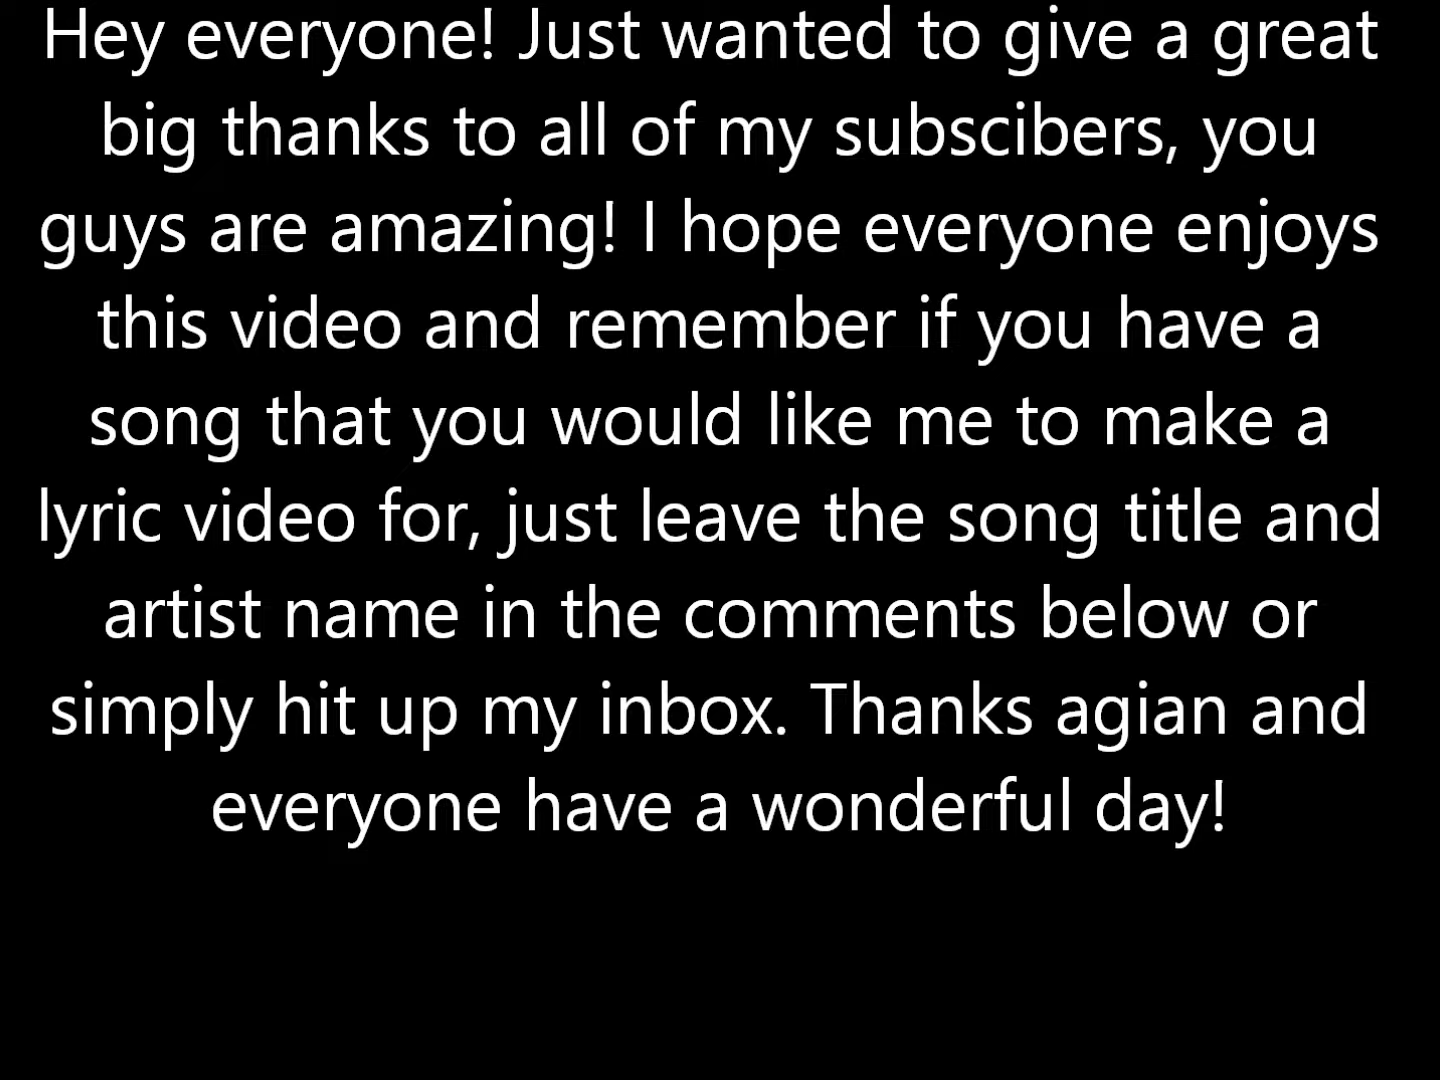 Hey everyone! Just wanted to give a great
big thanks to all of my subscibers, you
guys are amazing! I hope everyone enjoys
this video and remember if you have a
song that you would like me to make a
lyric video for, just leave the song title and
artist name in the comments below or
simply hit up my inbox. Thanks agian and
everyone have a wonderful day!